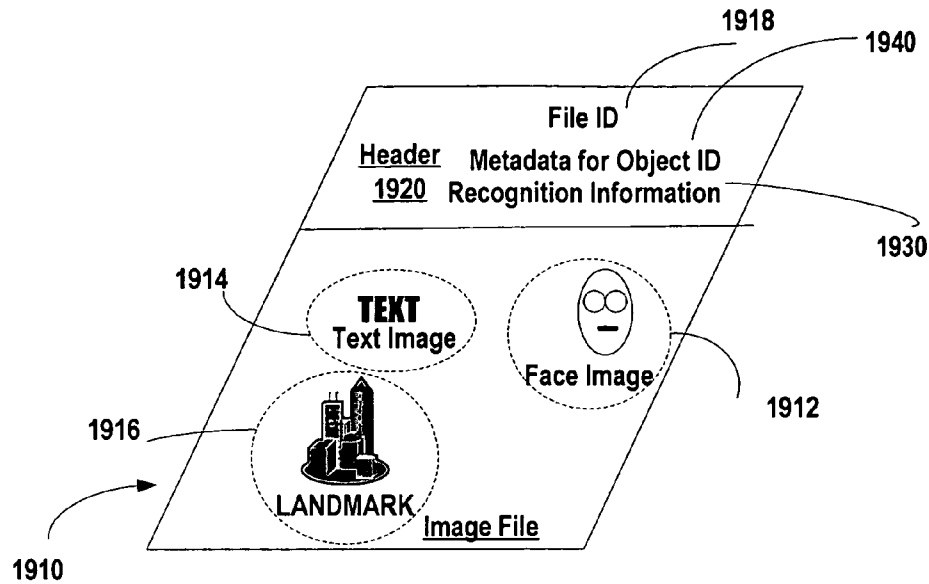 1918
1940
File ID
Header
Metadata for Object ID
1920
Recognition Information
1930
1914
TEXT
Text Image
Face Image
1912
1916
LANDMARK
Image File
1910